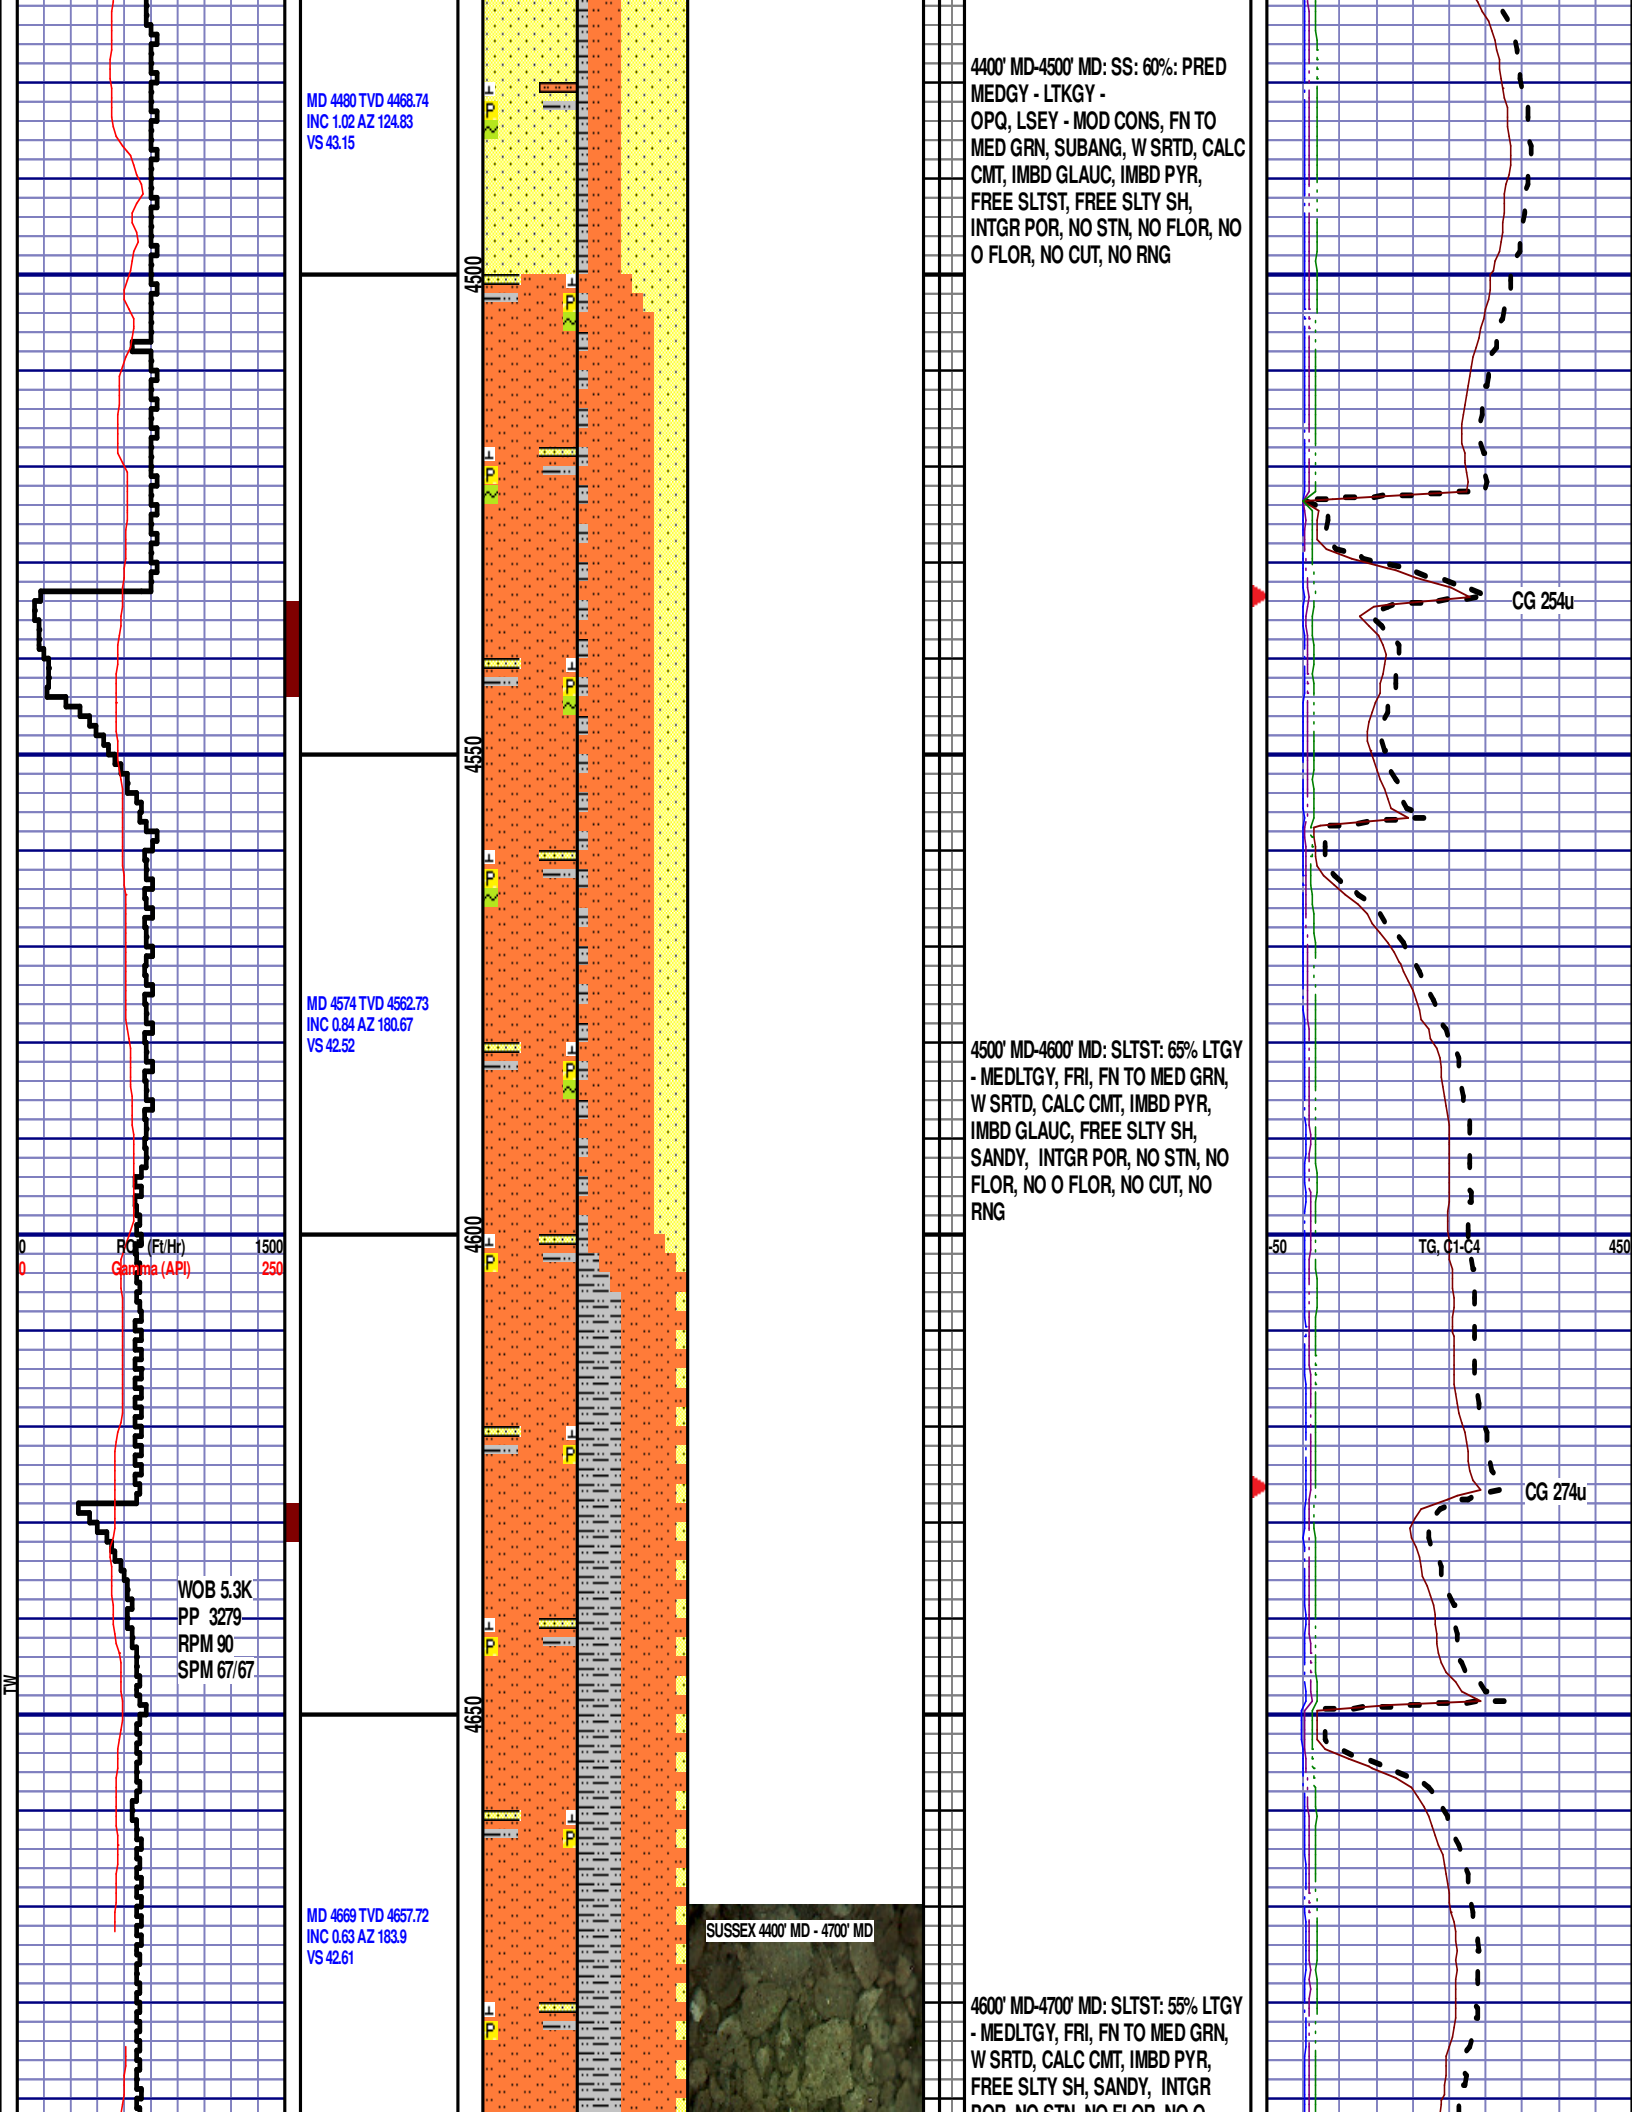 MD 4480 TVD 4468.74
INC 1.02 AZ 124.83
VS 43.15
4400' MD-4500' MD: SS: 60%: PRED
MEDGY - LTKGY -
OPQ, LSEY - MOD CONS, FN TO
MED GRN, SUBANG, W SRTD, CALC
CMT, IMBD GLAUC, IMBD PYR,
FREE SLTST, FREE SLTY SH,
INTGR POR, NO STN, NO FLOR, NO
O FLOR, NO CUT, NO RNG
P
4500
P
P
CG 254u
P
4550
P
MD 4574 TVD 4562.73
INC 0.84 AZ 180.67
VS 42.52
P
4500' MD-4600' MD: SLTST: 65% LTGY
- MEDLTGY, FRI, FN TO MED GRN,
W SRTD, CALC CMT, IMBD PYR,
IMBD GLAUC, FREE SLTY SH,
SANDY, INTGR POR, NO STN, NO
FLOR, NO O FLOR, NO CUT, NO
RNG
4600
0 (Ft/Hr) 1500
0 Gamma (API) 250
-50 TG, C1-C4 450
P
P
CG 274u
WOB 5.3K
PP 3279
RPM 90
SPM 67/67
TW
P
4650
P
MD 4669 TVD 4657.72
INC 0.63 AZ 183.9
VS 42.61
SUSSEX 4400' MD - 4700' MD
P
4600' MD-4700' MD: SLTST: 55% LTGY
- MEDLTGY, FRI, FN TO MED GRN,
W SRTD, CALC CMT, IMBD PYR,
FREE SLTY SH, SANDY, INTGR
POR, NO STN, NO FLOR, NO O